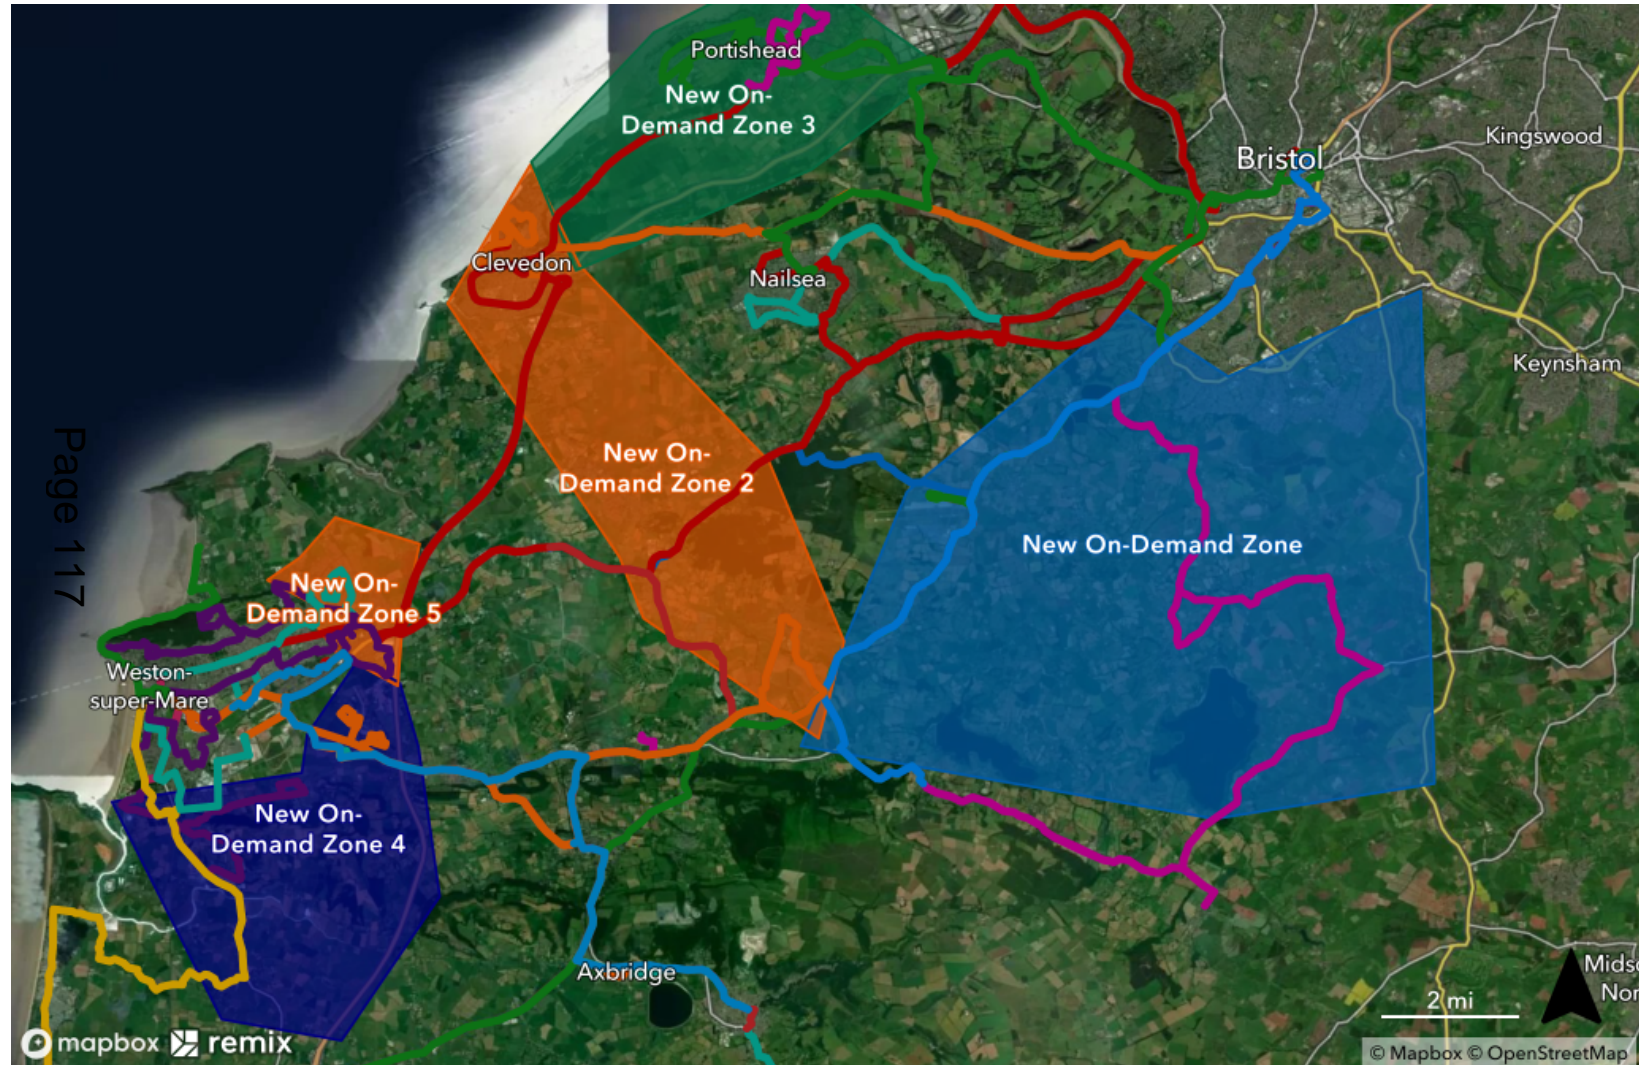 Portishead
New On-
Demand Zone 3
Kingswood
Bristol
Clevedon
Nailsea
Keynsham
New On-
Demand Zone 2
Page 117
New On-Demand Zone
New On-
Demand Zone 5
Weston-
super-Mare
New On-
Demand Zone 4
Axbridge
Mids
Nor
2 mi
mapbox remix
© Mapbox © OpenStreetMap